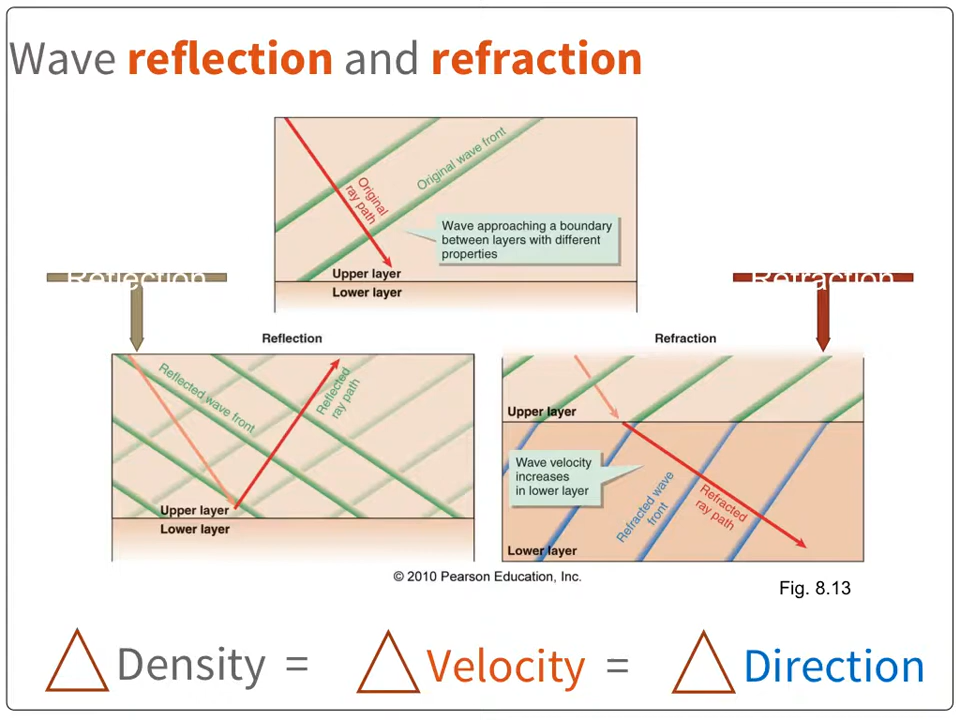 Wave reflection and refraction
Original wave front
Original
ray path
Wave approaching a boundary
between layers with different
properties
Upper layer
Lower layer
Reflection
Refraction
Reflection
Reflected wave front
Reflected
ray path
Upper layer
Lower layer
Refraction
Upper layer
Wave velocity
increases
in lower layer
Refracted wave
front
Refracted
ray path
Lower layer
© 2010 Pearson Education, Inc.
Fig. 8.13
△ Density = △ Velocity = △ Direction